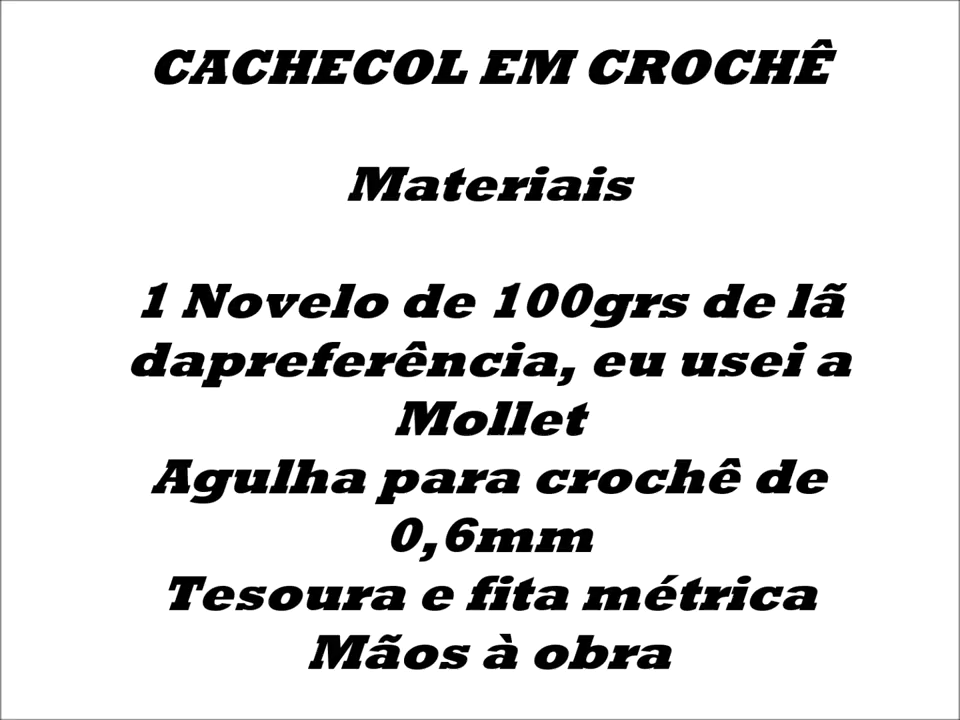 CACHECOL EM CROCHÊ
Materiais
1 Novelo de 100grs de lã
dapreferência, eu usei a
Mollet
Agulha para crochê de
0,6mm
Tesoura e fita métrica
Mãos à obra